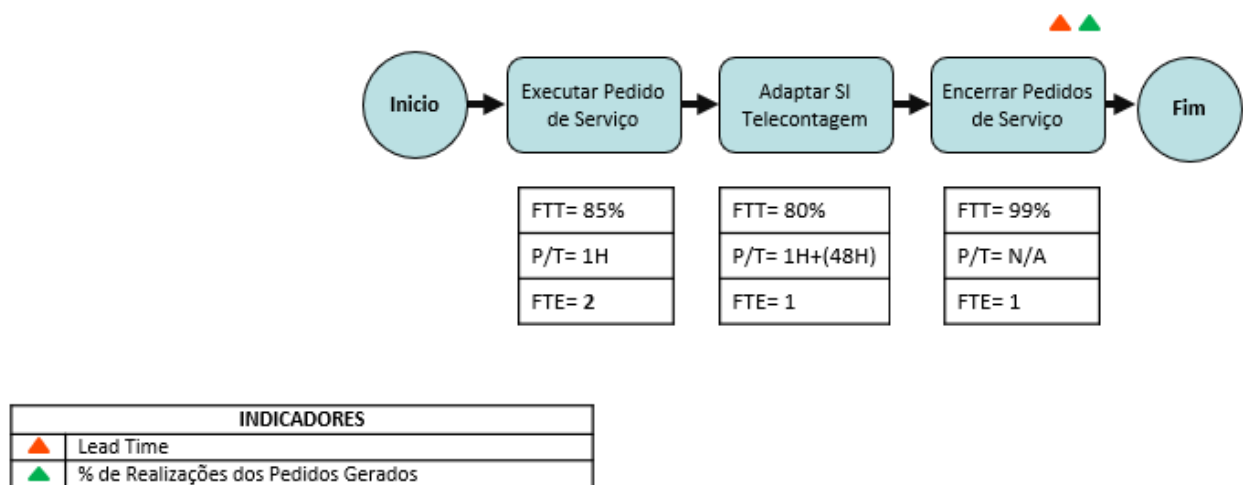 Inicio
Executar Pedido
de Serviço
Adaptar SI
Telecontagem
Encerrar Pedidos
de Serviço
Fim
FTT= 85%
P/T= 1H
FTE= 2
FTT= 80%
P/T= 1H+(48H)
FTE= 1
FTT= 99%
P/T= N/A
FTE= 1
INDICADORES
Lead Time
% de Realizações dos Pedidos Gerados